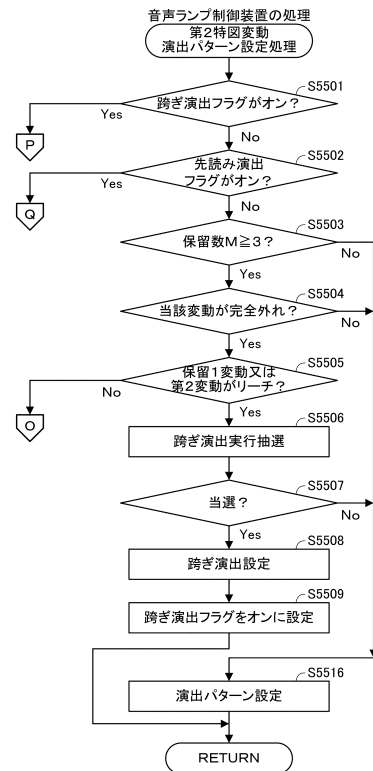 音声ランプ制御装置の処理
第2特図変動
演出パターン設定処理
S5501
跨ぎ演出フラグがオン？
Yes
No
P
S5502
先読み演出
フラグがオン？
Yes
No
Q
S5503
保留数M≧3？
No
Yes
S5504
当該変動が完全外れ？
No
Yes
S5505
保留1変動又は
第2変動がリーチ？
No
Yes
O
S5506
跨ぎ演出実行抽選
S5507
当選？
No
Yes
S5508
跨ぎ演出設定
S5509
跨ぎ演出フラグをオンに設定
S5516
演出パターン設定
RETURN